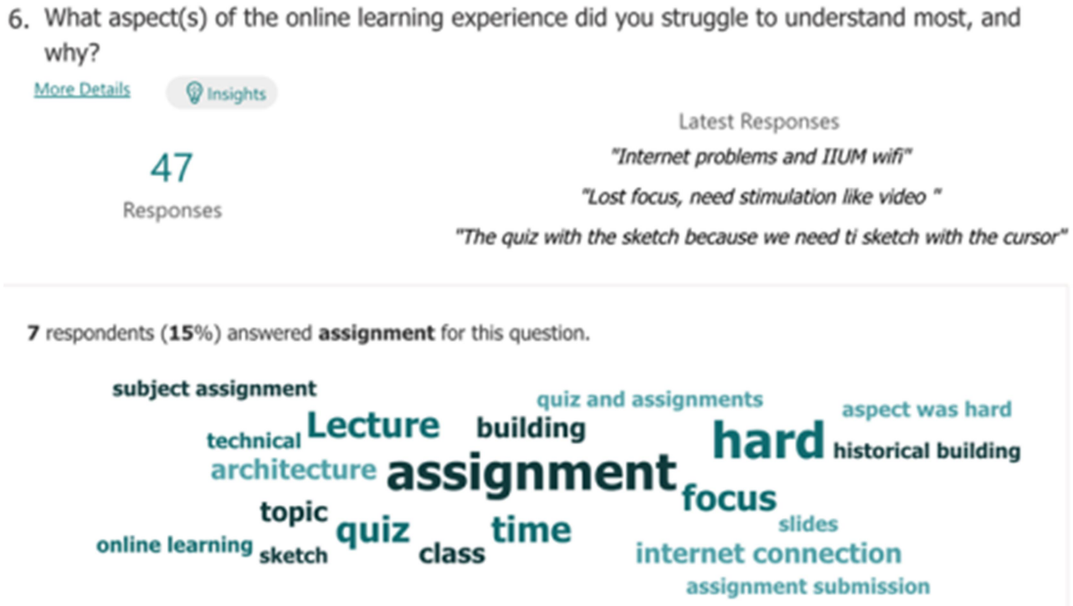 6. What aspect(s) of the online learning experience did you struggle to understand most, and
why?
More Details
Insights
47
Responses
Latest Responses
"Internet problems and IIUM wifi"
"Lost focus, need stimulation like video "
"The quiz with the sketch because we need ti sketch with the cursor"
7 respondents (15%) answered assignment for this question.
subject assignment
quiz and assignments
aspect was hard
technical
Lecture
building
hard
historical building
architecture
assignment
focus
topic
quiz
time
slides
online learning
sketch
class
internet connection
assignment submission